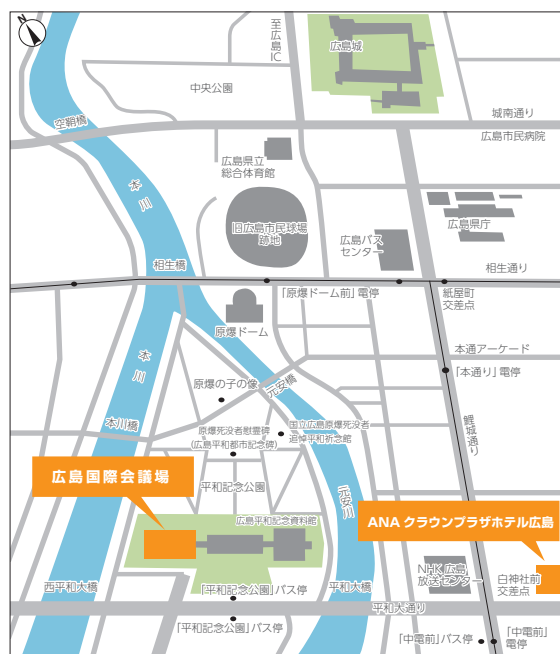 N
至広島IC
広島城
中央公園
城南通り
広島市民病院
空鞘橋
広島県立
総合体育館
本川
旧広島市民球場
跡地
広島バス
センター
広島県庁
相生橋
相生通り
「原爆ドーム前」電停
紙屋町
交差点
原爆ドーム
本通アーケード
「本通り」電停
本川
原爆の子の像
元安橋
本川橋
原爆死没者慰霊碑
(広島平和都市記念碑)
国立広島原爆死没者
追悼平和祈念館
鯉城通り
広島国際会議場
平和記念公園
元安川
広島平和記念資料館
ANAクラウンプラザホテル広島
西平和大橋
「平和記念公園」バス停
平和大橋
NHK 広島
放送センター
白神社前
交差点
平和大通り
「平和記念公園」バス停
「中電前」バス停
「中電前」
電停